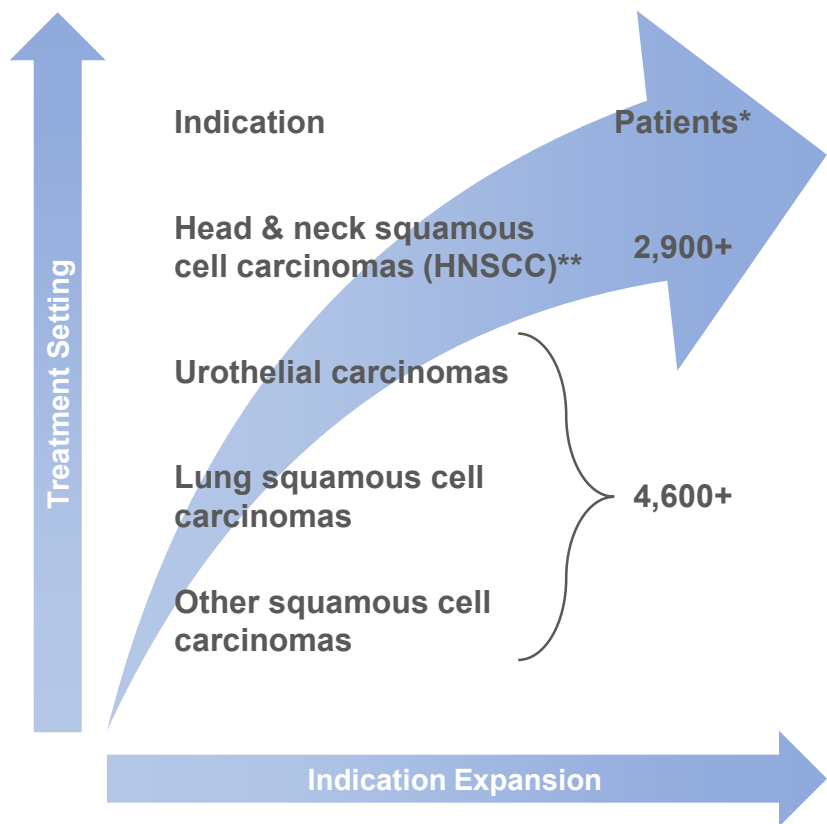 Indication
Patients*
Head & neck squamous
cell carcinomas (HNSCC)**
2,900+
Urothelial carcinomas
Lung squamous cell
carcinomas
4,600+
Other squamous cell
carcinomas
Treatment Setting
Indication Expansion